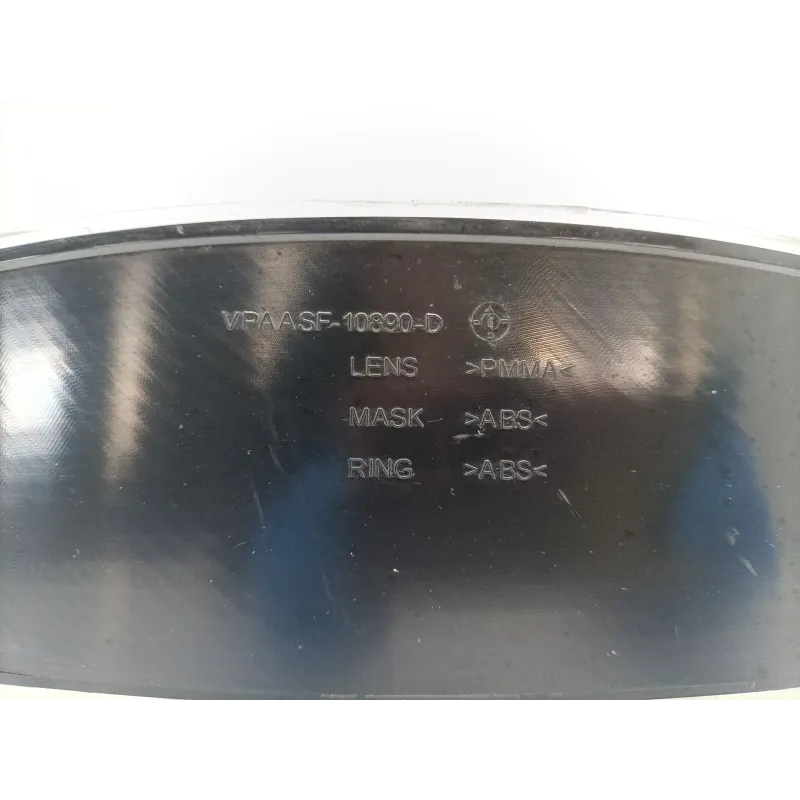 VPAASF-10890-D
LENS >PMMA<
MASK >ABS<
RING >ABS<